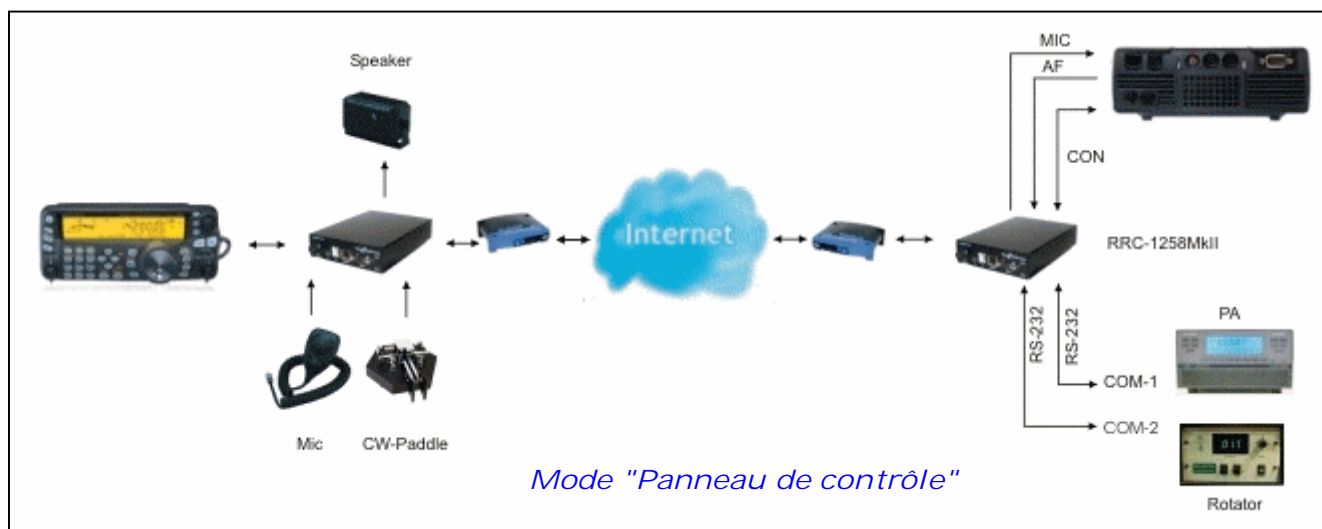 Speaker
MIC
AF
CON
Internet
RRC-1258MkII
RS-232
RS-232
PA
COM-1
COM-2
Mic
CW-Paddle
Mode "Panneau de contrôle"
Rotator